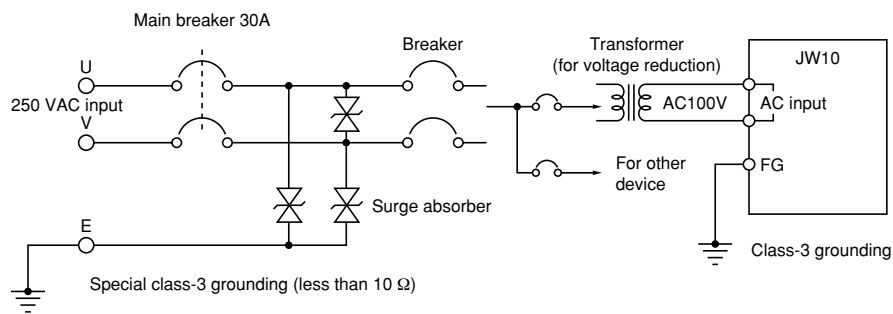 Main breaker 30A
U
250 VAC input
V
Breaker
Transformer
(for voltage reduction)
JW10
AC100V
AC input
FG
For other
device
Surge absorber
E
Class-3 grounding
Special class-3 grounding (less than 10 Ω)